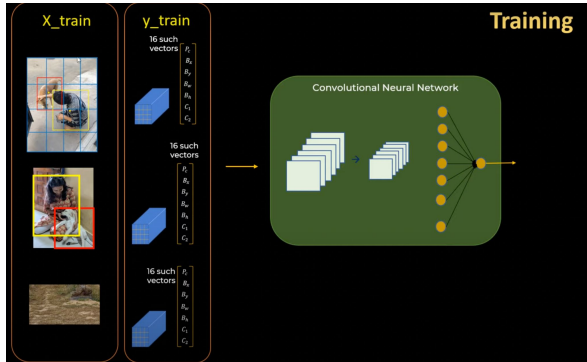 Training
X_train
y_train
16 such
vectors
P_c
B_x
B_y
B_w
B_h
C_1
C_2
16 such
vectors
P_c
B_x
B_y
B_w
B_h
C_1
C_2
16 such
vectors
P_c
B_x
B_y
B_w
B_h
C_1
C_2
Convolutional Neural Network